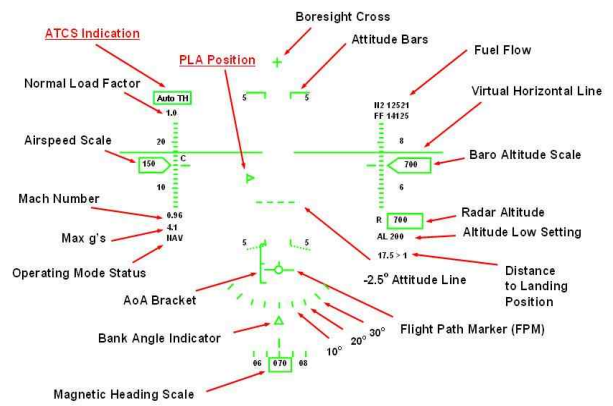 Boresight Cross
ATCS Indication
Attitude Bars
PLA Position
Fuel Flow
Normal Load Factor
Virtual Horizontal Line
Auto TH
5 5
1.0
FF 14125
8
20
Airspeed Scale
C
150
700
Baro Altitude Scale
10
6
Mach Number
0.96
R 700
Radar Altitude
Max g's
4.1
AL 200
Altitude Low Setting
NAV
Operating Mode Status
5 5
17.5 > 1
-2.5° Attitude Line
Distance
to Landing
Position
AoA Bracket
Flight Path Marker (FPM)
Bank Angle Indicator
10° 20° 30°
06 070 08
Magnetic Heading Scale